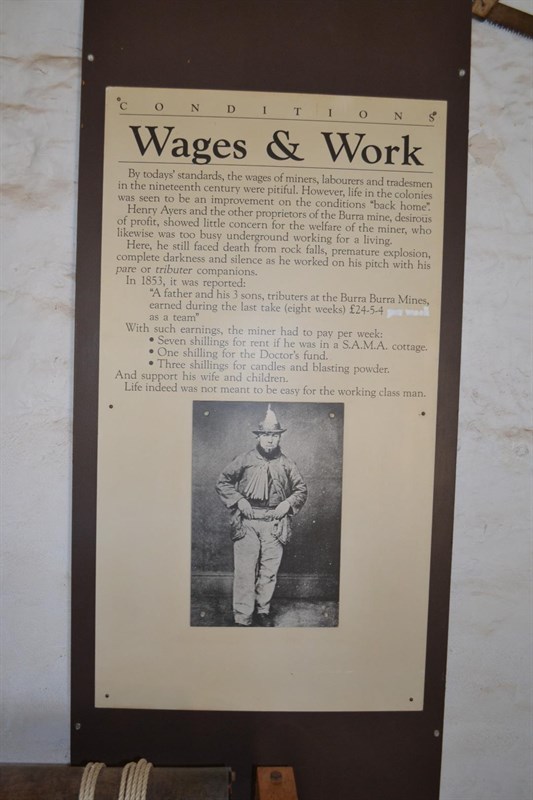 CONDITIONS
Wages & Work
By todays' standards, the wages of miners, labourers and tradesmen
in the nineteenth century were pitiful. However, life in the colonies
was seen to be an improvement on the conditions "back home".
Henry Ayers and the other proprietors of the Burra mine, desirous
of profit, showed little concern for the welfare of the miner, who
likewise was too busy underground working for a living.
Here, he still faced death from rock falls, premature explosion,
complete darkness and silence as he worked on his pitch with his
pare or tributer companions.
In 1853, it was reported:
"A father and his 3 sons, tributers at the Burra Burra Mines,
earned during the last take (eight weeks) £24-5-4 per week
as a team"
With such earnings, the miner had to pay per week:
• Seven shillings for rent if he was in a S.A.M.A. cottage.
• One shilling for the Doctor's fund.
• Three shillings for candles and blasting powder.
And support his wife and children.
Life indeed was not meant to be easy for the working class man.